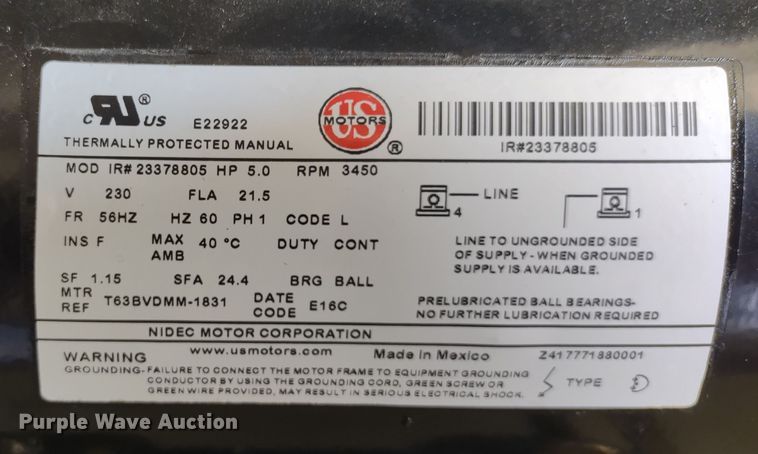 c RU ® US E22922
US MOTORS ®
THERMALLY PROTECTED MANUAL
IR#23378805
MOD IR# 23378805 HP 5.0 RPM 3450
V 230 FLA 21.5
4 LINE 1
FR 56HZ HZ 60 PH 1 CODE L
INS F MAX AMB 40 °C DUTY CONT
LINE TO UNGROUNDED SIDE
OF SUPPLY - WHEN GROUNDED
SUPPLY IS AVAILABLE.
SF 1.15 SFA 24.4 BRG BALL
MTR REF T63BVDMM-1831 DATE CODE E16C
PRELUBRICATED BALL BEARINGS-
NO FURTHER LUBRICATION REQUIRED
NIDEC MOTOR CORPORATION
WARNING www.usmotors.com Made in Mexico Z417771880001
GROUNDING-FAILURE TO CONNECT THE MOTOR FRAME TO EQUIPMENT GROUNDING
CONDUCTOR BY USING THE GROUNDING CORD, GREEN SCREW OR
GREEN WIRE PROVIDED, MAY RESULT IN SERIOUS ELECTRICAL SHOCK.
TYPE
Purple Wave Auction